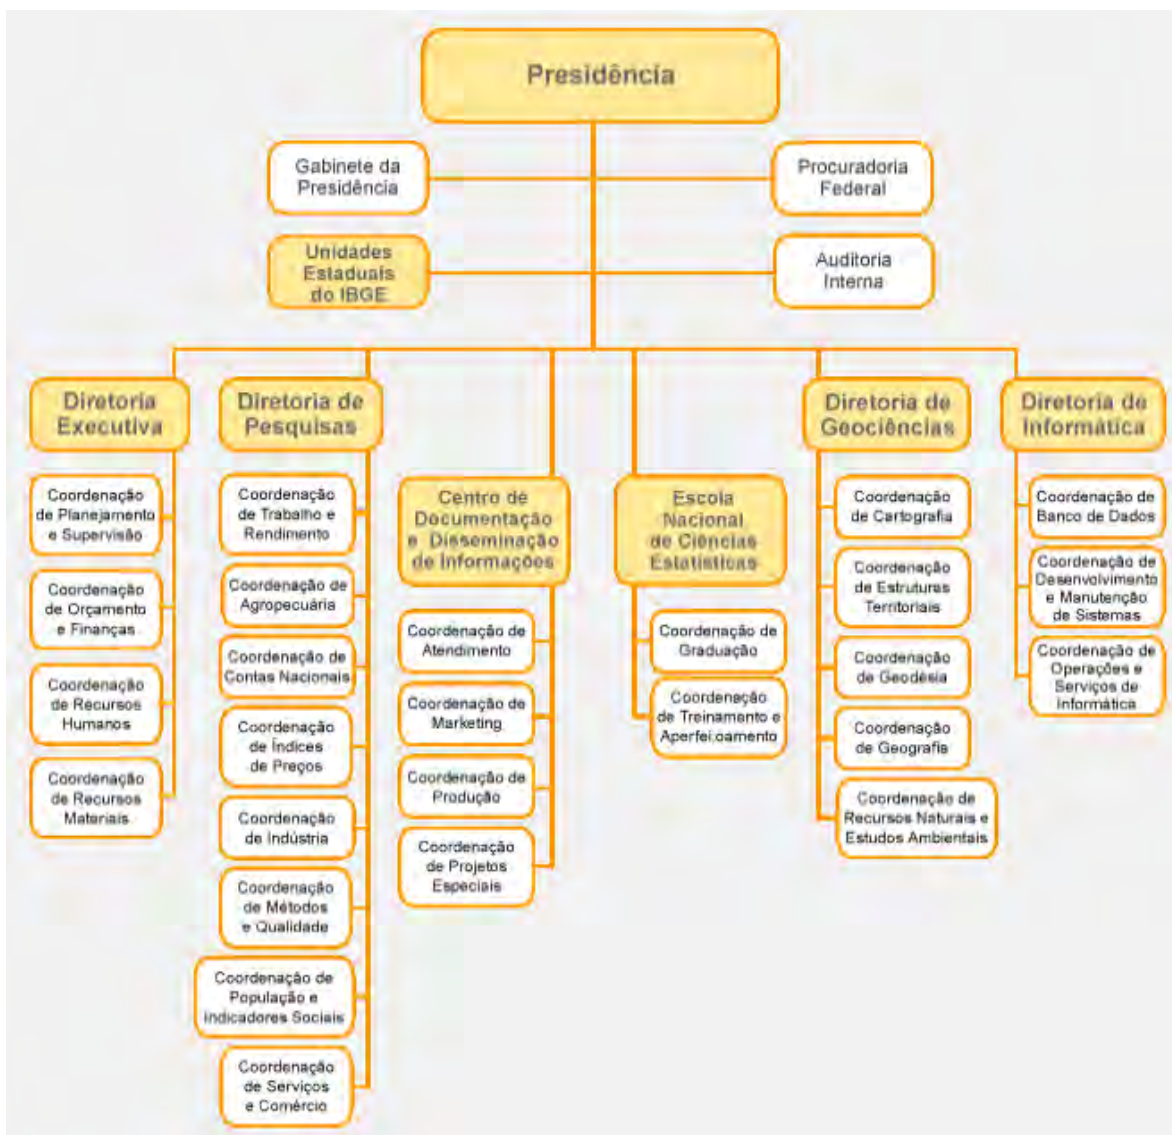 Presidência
Gabinete da
Presidência
Procuradoria
Federal
Unidades
Estaduais
do IBGE
Auditoria
Interna
Diretoria
Executiva
Coordenação
de Planejamento
e Supervisão
Coordenação
de Orçamento
e Finanças
Coordenação
de Recursos
Humanos
Coordenação
de Recursos
Materiais
Diretoria de
Pesquisas
Coordenação
de Trabalho e
Rendimento
Coordenação de
Agropecuária
Coordenação de
Contas Nacionais
Coordenação
de Índices
de Preços
Coordenação
de Indústria
Coordenação
de Métodos
e Qualidade
Coordenação de
População e
Indicadores Sociais
Coordenação
de Serviços
e Comércio
Centro de
Documentação
e Disseminação
de Informações
Coordenação de
Atendimento
Coordenação de
Marketing
Coordenação de
Produção
Coordenação
de Projetos
Especiais
Escola
Nacional
de Ciências
Estatísticas
Coordenação de
Graduação
Coordenação
de Treinamento e
Aperfeiçoamento
Diretoria de
Geociências
Coordenação
de Cartografia
Coordenação
de Estruturas
Territoriais
Coordenação
de Geodésia
Coordenação
de Geografia
Coordenação de
Recursos Naturais e
Estudos Ambientais
Diretoria de
Informática
Coordenação de
Banco de Dados
Coordenação de
Desenvolvimento
e Manutenção
de Sistemas
Coordenação de
Operações e
Serviços de
Informática